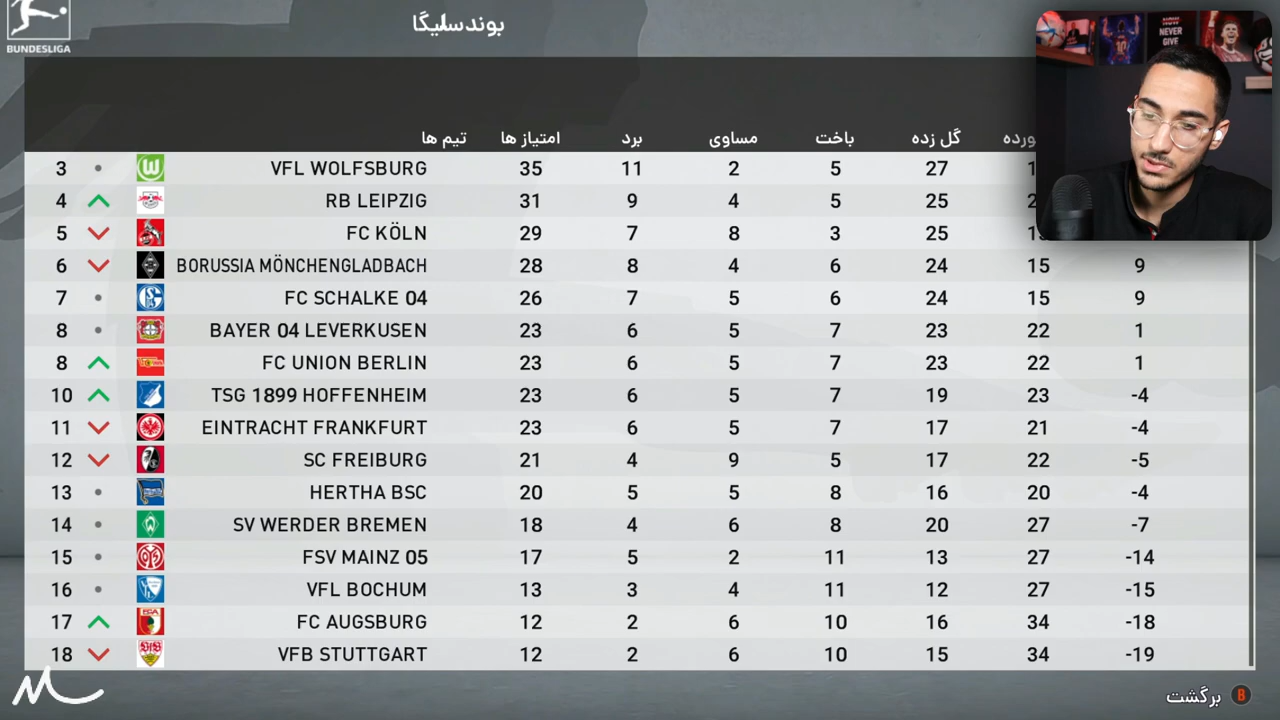 BUNDESLIGA
بوندسلیگا
NOW
NEVER
GIVE
تیم ها امتیاز ها برد مساوی باخت گل زده
3 VFL WOLFSBURG 35 11 2 5 27
4 RB LEIPZIG 31 9 4 5 25
5 FC KÖLN 29 7 8 3 25
6 BORUSSIA MÖNCHENGLADBACH 28 8 4 6 24 15 9
7 FC SCHALKE 04 26 7 5 6 24 15 9
8 BAYER 04 LEVERKUSEN 23 6 5 7 23 22 1
8 FC UNION BERLIN 23 6 5 7 23 22 1
10 TSG 1899 HOFFENHEIM 23 6 5 7 19 23 -4
11 EINTRACHT FRANKFURT 23 6 5 7 17 21 -4
12 SC FREIBURG 21 4 9 5 17 22 -5
13 HERTHA BSC 20 5 5 8 16 20 -4
14 SV WERDER BREMEN 18 4 6 8 20 27 -7
15 FSV MAINZ 05 17 5 2 11 13 27 -14
16 VFL BOCHUM 13 3 4 11 12 27 -15
17 FC AUGSBURG 12 2 6 10 16 34 -18
18 VFB STUTTGART 12 2 6 10 15 34 -19
برگشت B